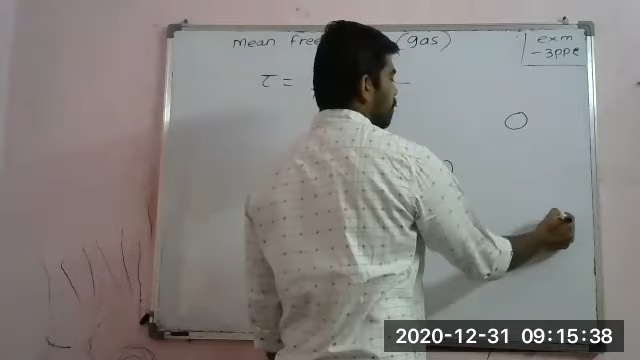 mean free (gas)
exm
- 3ppe
τ =
2020-12-31 09:15:38